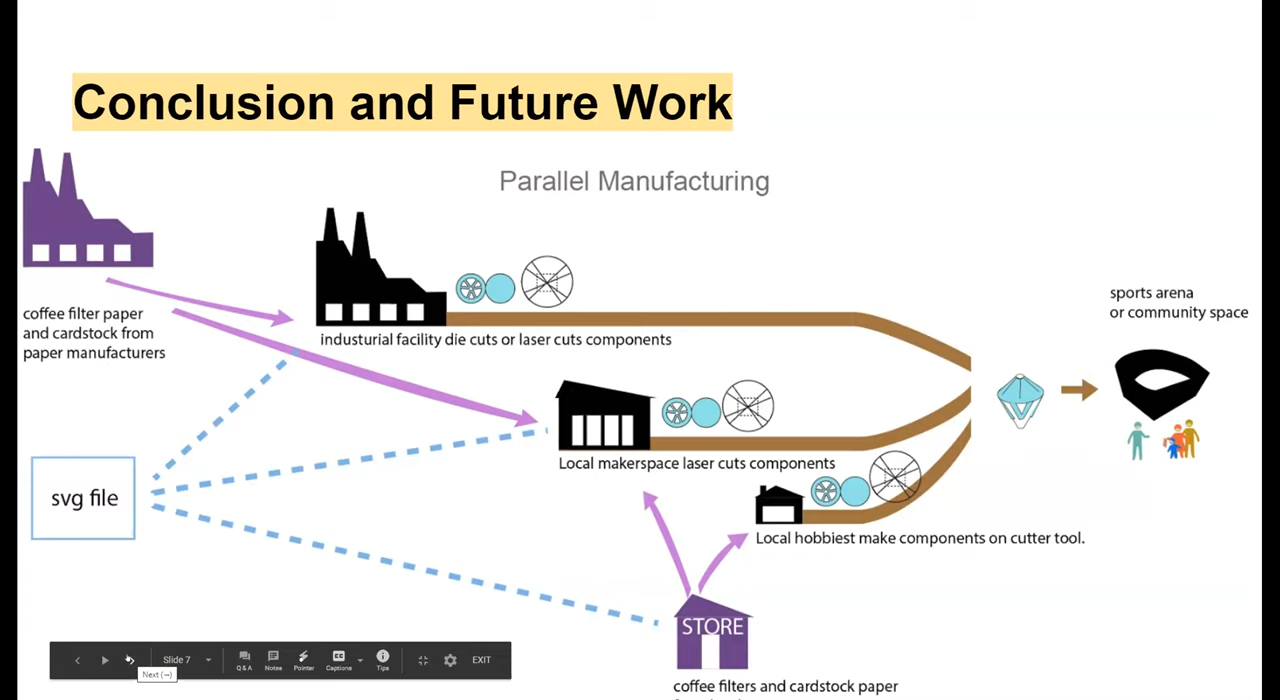 Conclusion and Future Work
Parallel Manufacturing
coffee filter paper
and cardstock from
paper manufacturers
industurial facility die cuts or laser cuts components
sports arena
or community space
Local makerspace laser cuts components
svg file
Local hobbiest make components on cutter tool.
STORE
coffee filters and cardstock paper
Slide 7
Q & A
Notes
Pointer
Captions
Tips
EXIT
Next (→)